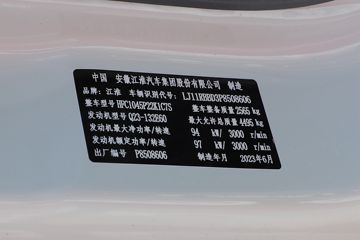 中国 安徽江淮汽车集团股份有限公司 制造
品牌：江淮 车辆识别代号：LJ11RBBD3P8508606
整车型号 HFC1045P22K1C7S 整车整备质量 2565 kg
发动机型号 Q23-132E60 最大允许总质量 4495 kg
发动机最大净功率/转速 94 kW/ 3000 r/min
发动机额定功率/转速 97 kW/ 3000 r/min
出厂编号 P8508606 制造年月 2023年6月